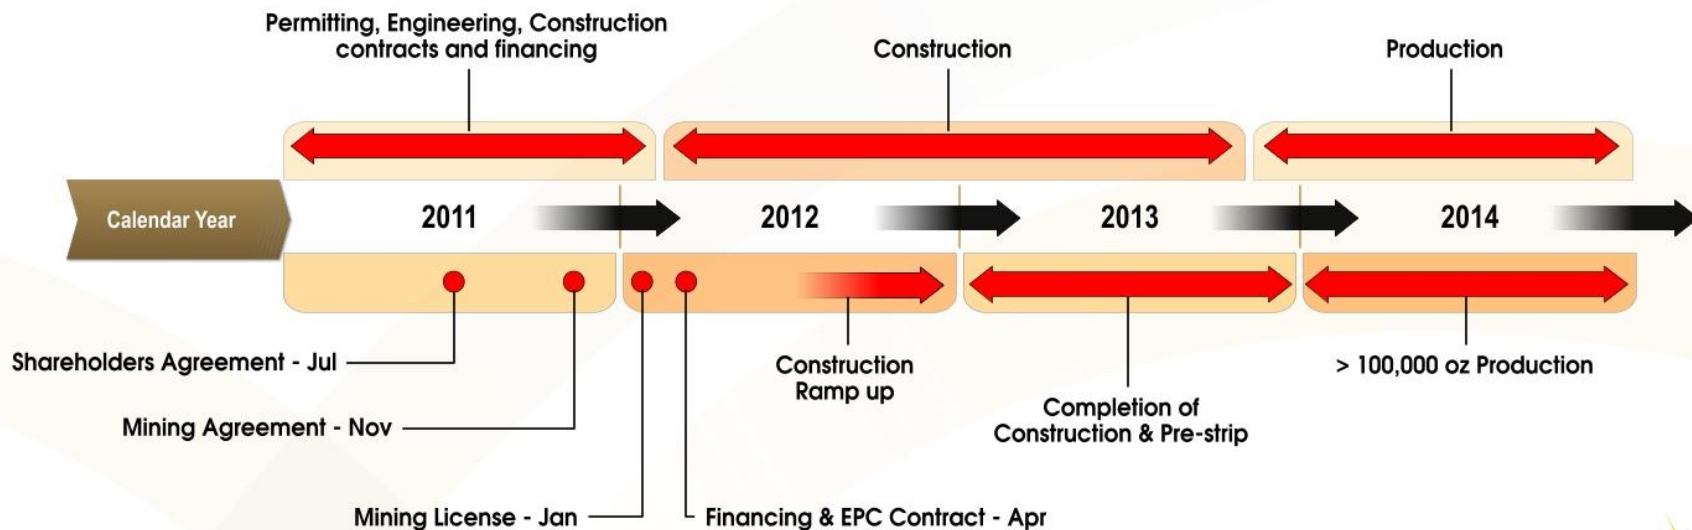 Permitting, Engineering, Construction
contracts and financing
Construction
Production
Calendar Year
2011
2012
2013
2014
Shareholders Agreement - Jul
Mining Agreement - Nov
Mining License - Jan
Financing & EPC Contract - Apr
Construction
Ramp up
Completion of
Construction & Pre-strip
> 100,000 oz Production